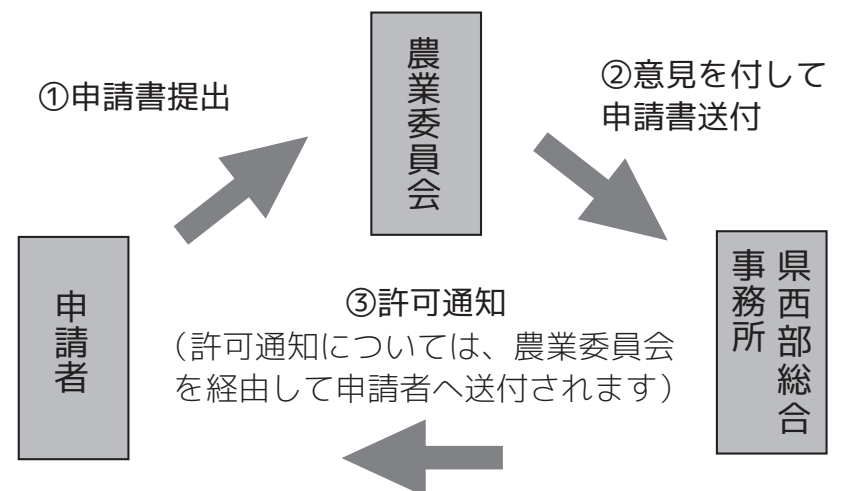 農業委員会
①申請書提出
②意見を付して
申請書送付
申請者
県西部総合
事務所
③許可通知
(許可通知については、農業委員会
を経由して申請者へ送付されます)